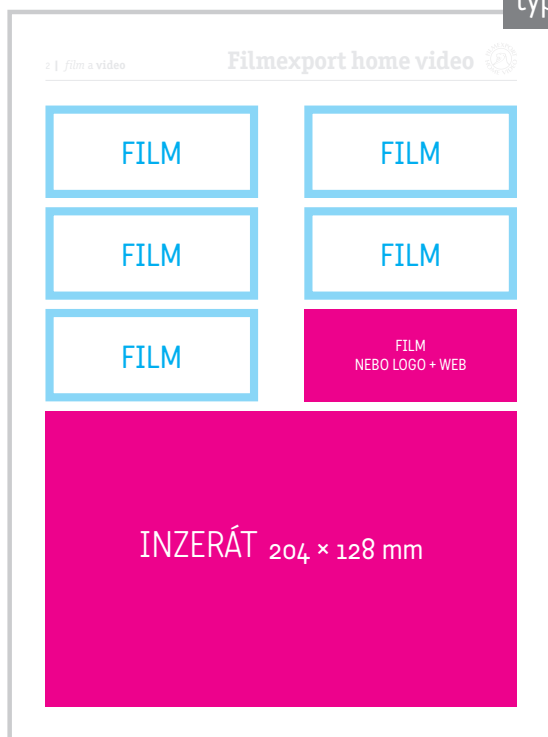 typ
2 | film a video
Filmexport home video
FILM
FILM
FILM
FILM
FILM
FILM
NEBO LOGO + WEB
INZERÁT 204 × 128 mm